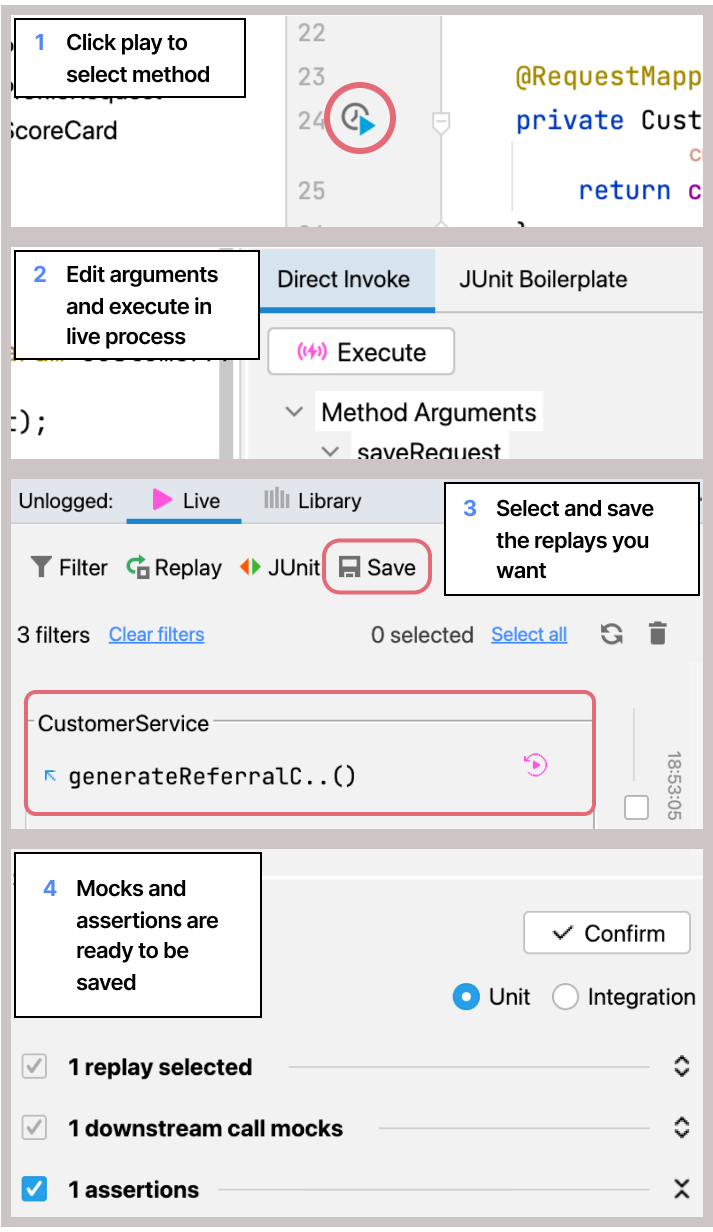 1 Click play to
select method
ScoreCard
22
23 @RequestMapp
24 private Cust
25 return c
2 Edit arguments
and execute in
live process
t);
Direct Invoke JUnit Boilerplate
Execute
Method Arguments
saveRequest
Unlogged: Live Library
3 Select and save
the replays you
want
Filter Replay JUnit Save
3 filters Clear filters 0 selected Select all
CustomerService
generateReferralC..()
18:53:05
4 Mocks and
assertions are
ready to be
saved
Confirm
Unit Integration
1 replay selected
1 downstream call mocks
1 assertions